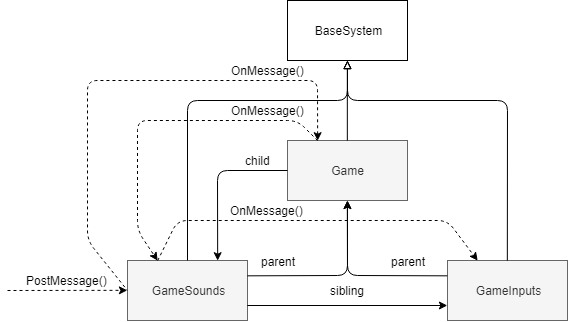 BaseSystem
OnMessage()
OnMessage()
child
Game
OnMessage()
parent
parent
PostMessage()
GameSounds
sibling
GameInputs